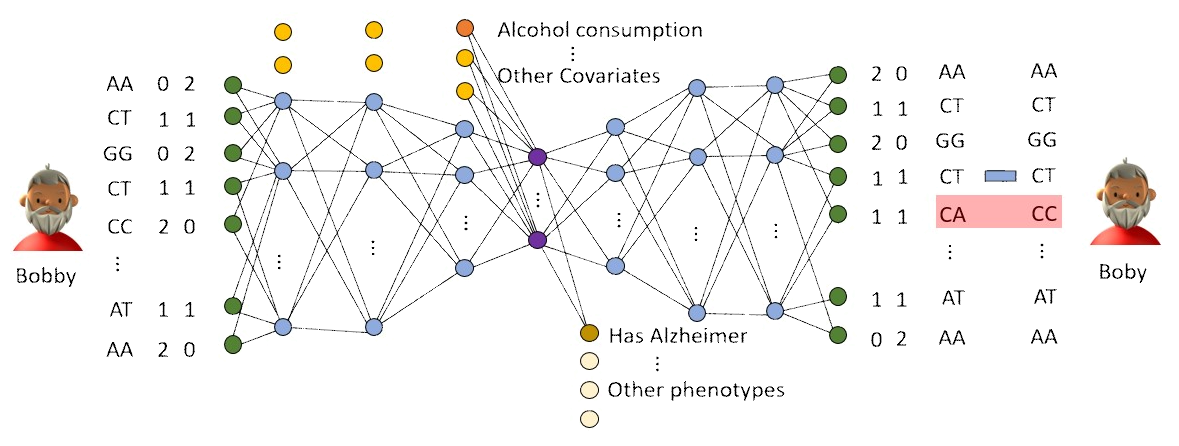 Alcohol consumption
⋮
Other Covariates
AA 0 2
CT 1 1
GG 0 2
CT 1 1
CC 2 0
⋮
AT 1 1
AA 2 0
Bobby
2 0 AA AA
1 1 CT CT
2 0 GG GG
1 1 CT CT
1 1 CA CC
⋮ ⋮
1 1 AT AT
0 2 AA AA
Boby
Has Alzheimer
⋮
Other phenotypes